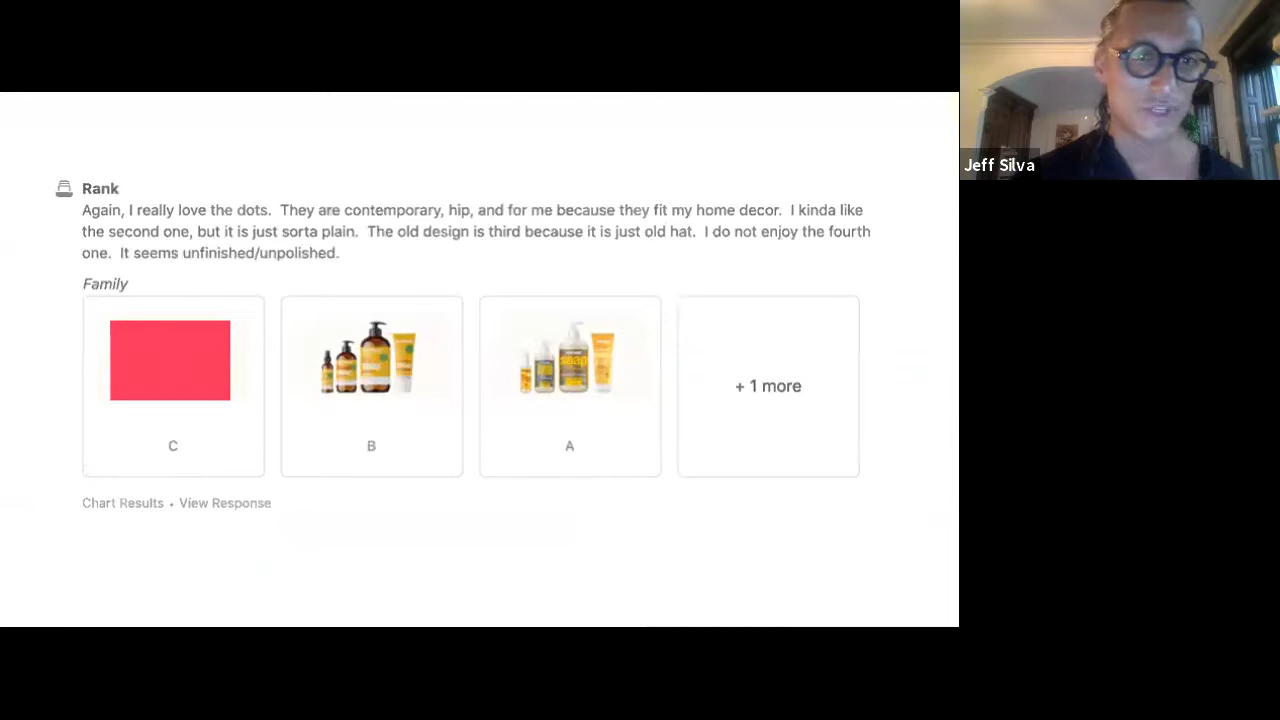 Jeff Silva
Rank
Again, I really love the dots. They are contemporary, hip, and for me because they fit my home decor. I kinda like
the second one, but it is just sorta plain. The old design is third because it is just old hat. I do not enjoy the fourth
one. It seems unfinished/unpolished.
Family
soap
+ 1 more
C
B
A
Chart Results • View Response